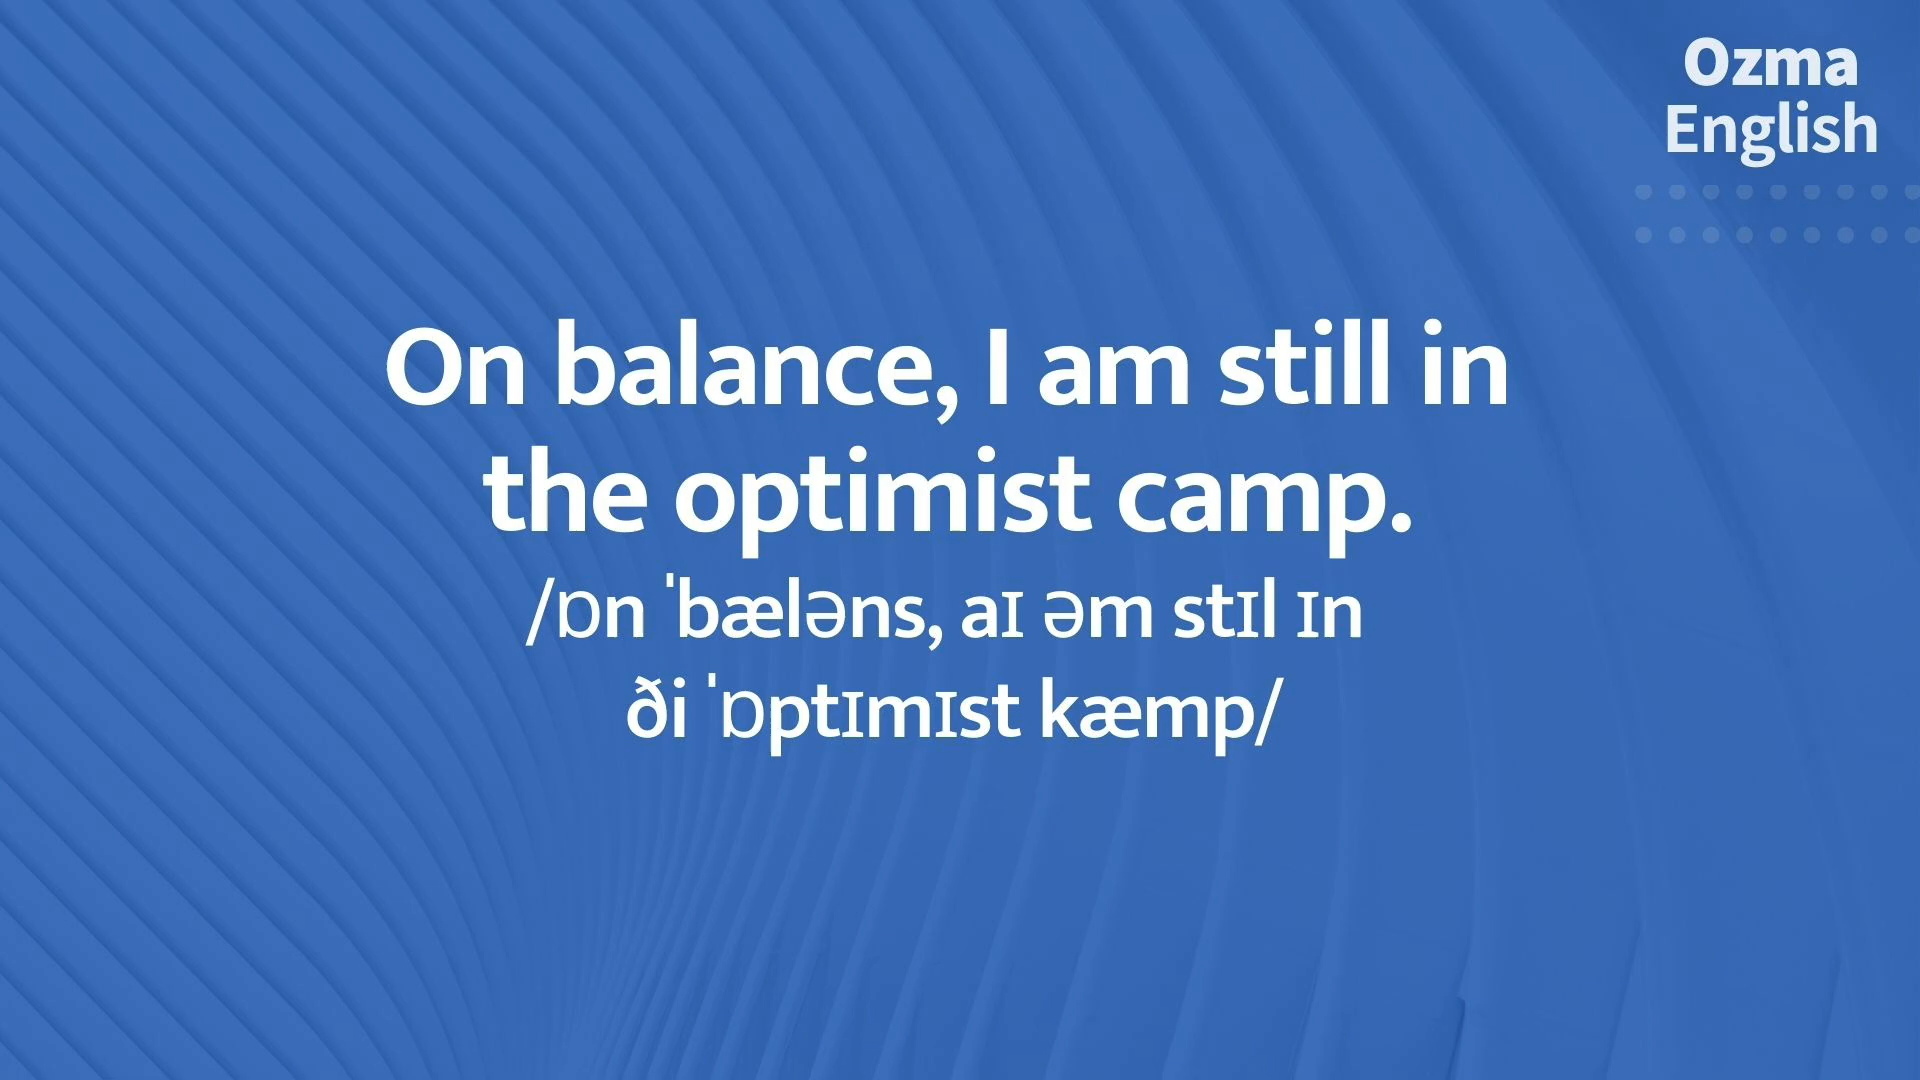 Ozma
English
On balance, I am still in
the optimist camp.
/ɒn ˈbæləns, aɪ əm stɪl ɪn
ði ˈɒptɪmɪst kæmp/